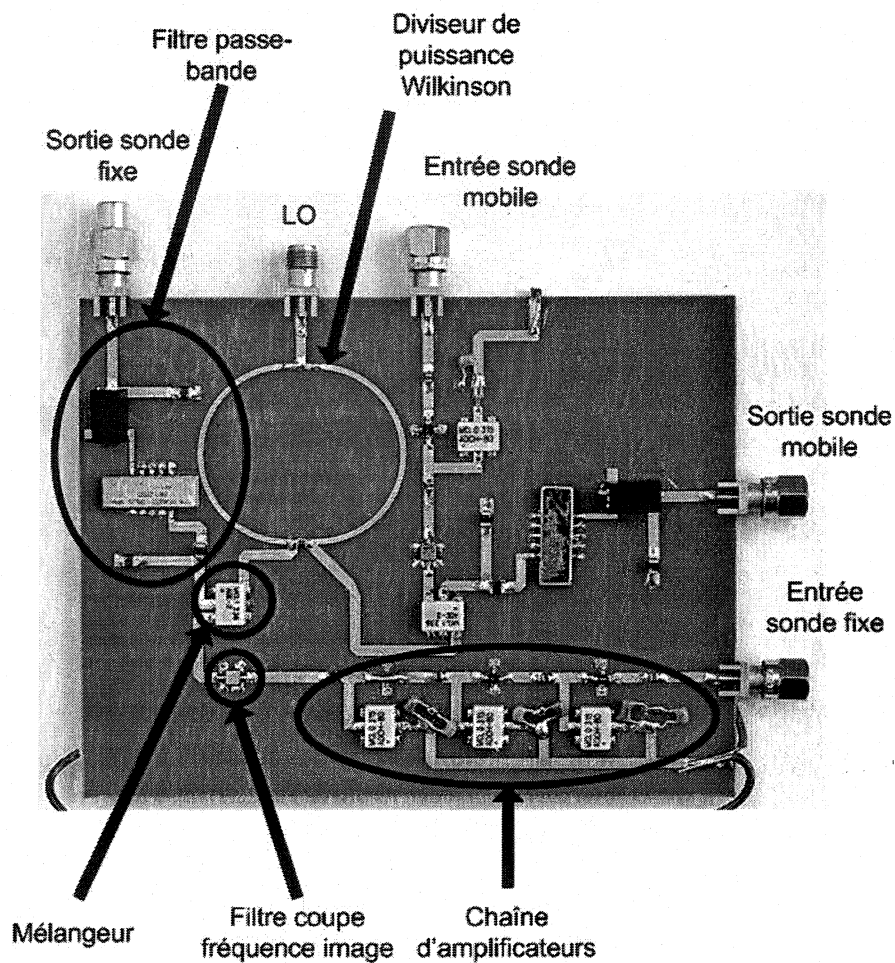 Filtre passe-
bande
Diviseur de
puissance
Wilkinson
Sortie sonde
fixe
LO
Entrée sonde
mobile
Sortie sonde
mobile
Entrée
sonde fixe
Mélangeur
Filtre coupe
fréquence image
Chaîne
d'amplificateurs